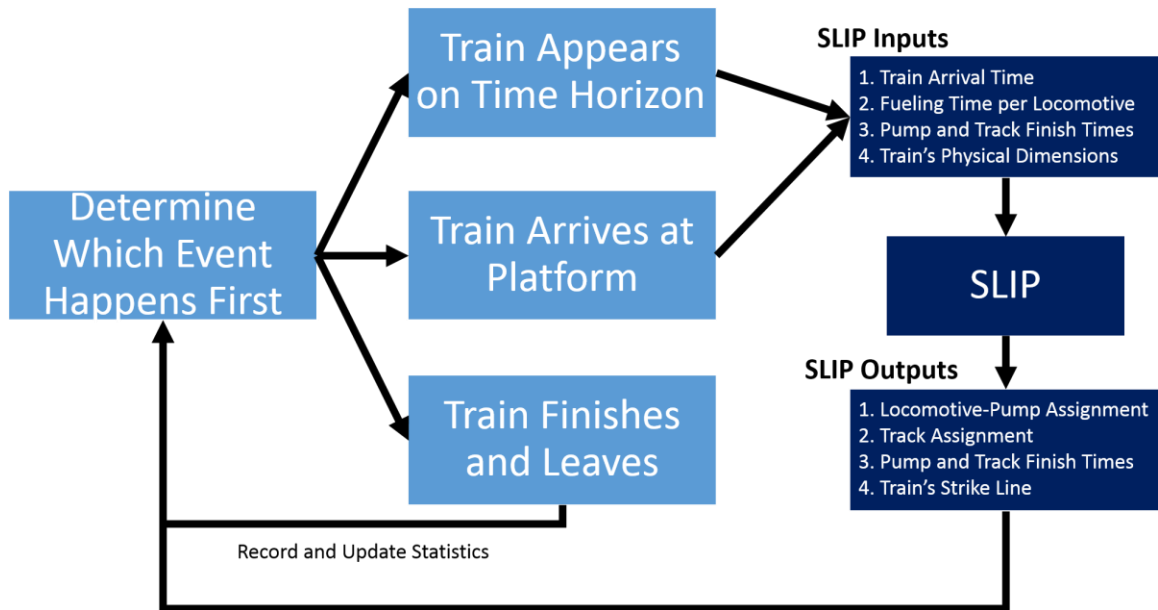 Determine
Which Event
Happens First
Train Appears
on Time Horizon
Train Arrives at
Platform
Train Finishes
and Leaves
Record and Update Statistics
SLIP Inputs
1. Train Arrival Time
2. Fueling Time per Locomotive
3. Pump and Track Finish Times
4. Train's Physical Dimensions
SLIP
SLIP Outputs
1. Locomotive-Pump Assignment
2. Track Assignment
3. Pump and Track Finish Times
4. Train's Strike Line